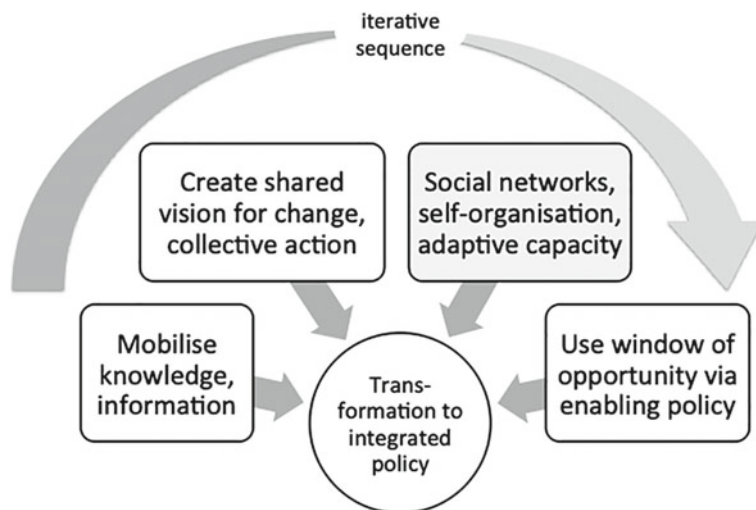 iterative
sequence
Create shared
vision for change,
collective action
Social networks,
self-organisation,
adaptive capacity
Mobilise
knowledge,
information
Trans-
formation to
integrated
policy
Use window of
opportunity via
enabling policy